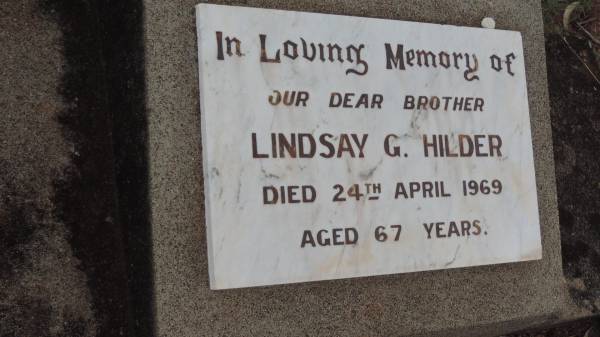 In Loving Memory of
OUR DEAR BROTHER
LINDSAY G. HILDER
DIED 24TH APRIL 1969
AGED 67 YEARS.